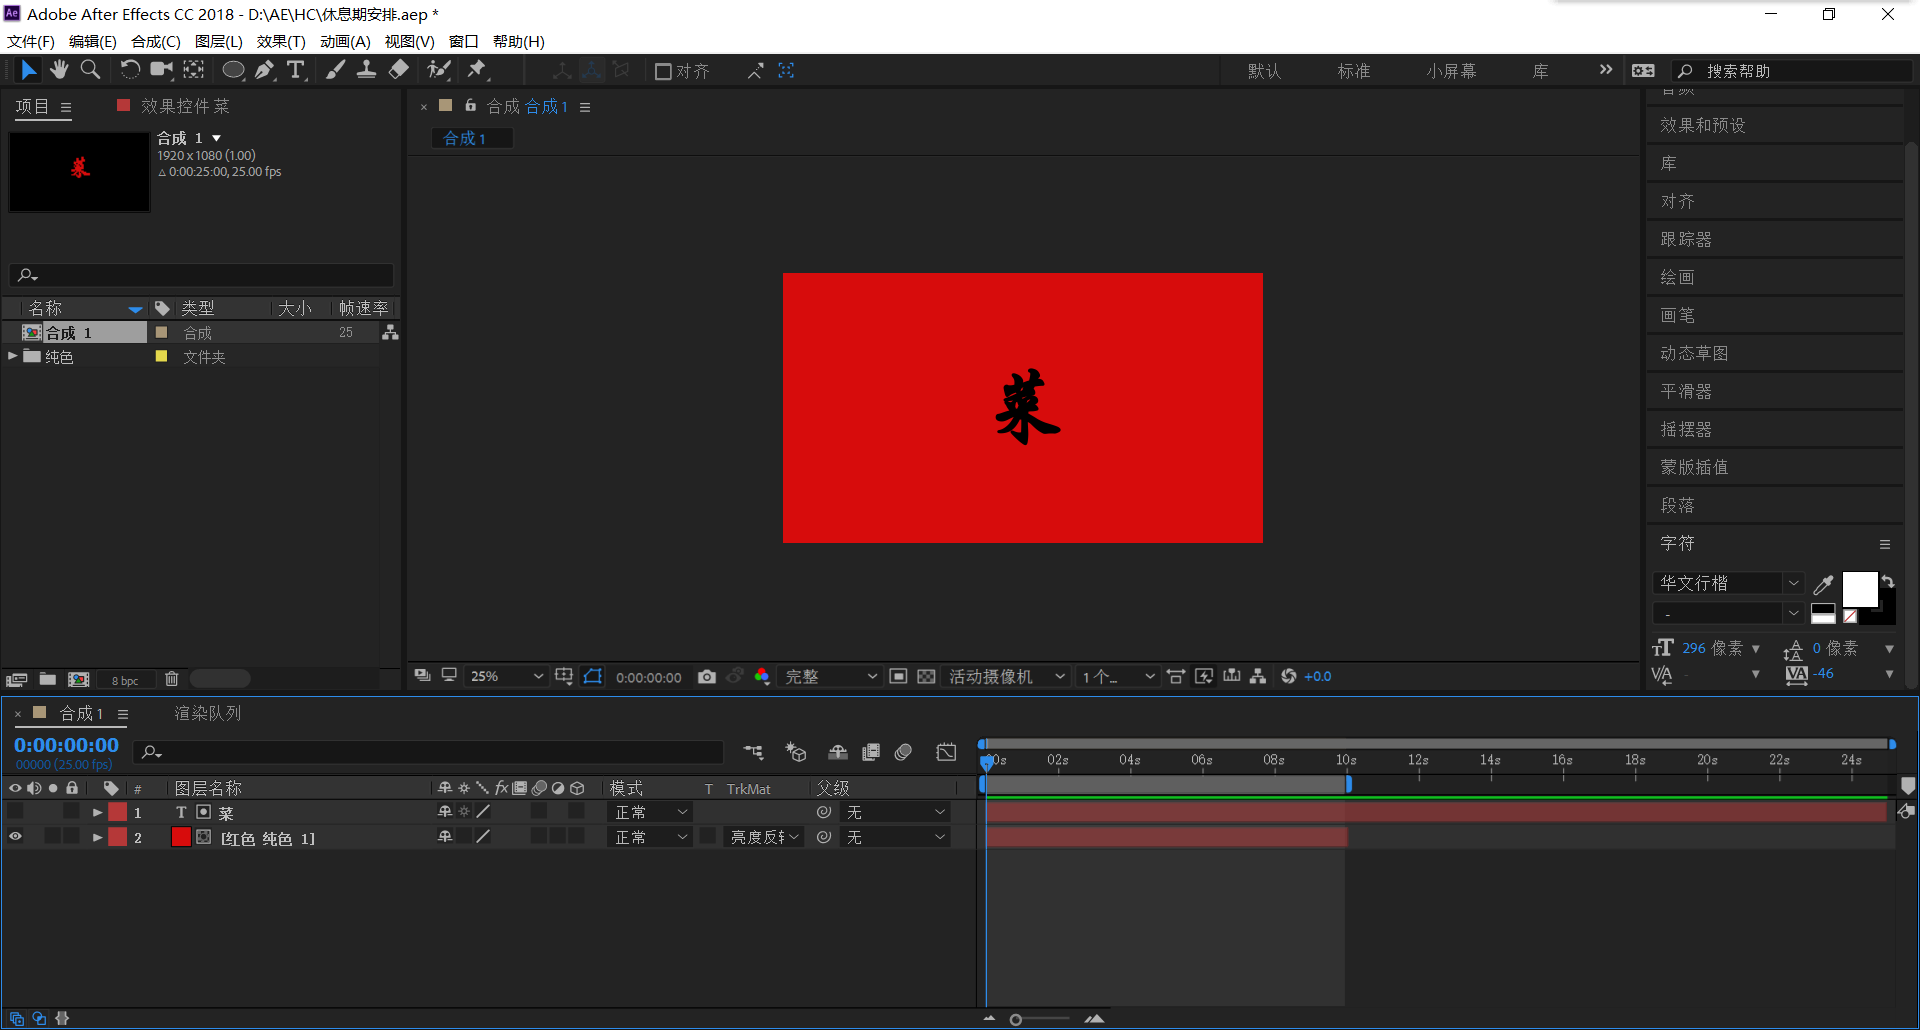 Adobe After Effects CC 2018 - D:\AE\HC\休息期安排.aep *
文件(F) 编辑(E) 合成(C) 图层(L) 效果(T) 动画(A) 视图(V) 窗口 帮助(H)
对齐 默认 标准 小屏幕 库 搜索帮助
项目 效果控件 菜
合成 1
1920 x 1080 (1.00)
△ 0:00:25:00, 25.00 fps
菜
名称 类型 大小 帧速率
合成 1 合成 25
纯色 文件夹
8 bpc
合成 合成 1
合成 1
菜
25% 0:00:00:00 完整 活动摄像机 1 个... +0.0
音频
效果和预设
库
对齐
跟踪器
绘画
画笔
动态草图
平滑器
摇摆器
蒙版插值
段落
字符
华文行楷
-
296 像素 0 像素
- -46
合成 1 渲染队列
0:00:00:00
00000 (25.00 fps)
02s 04s 06s 08s 10s 12s 14s 16s 18s 20s 22s 24s
# 图层名称 模式 T TrkMat 父级
1 T 菜 正常 无
2 [红色 纯色 1] 正常 亮度反转 无